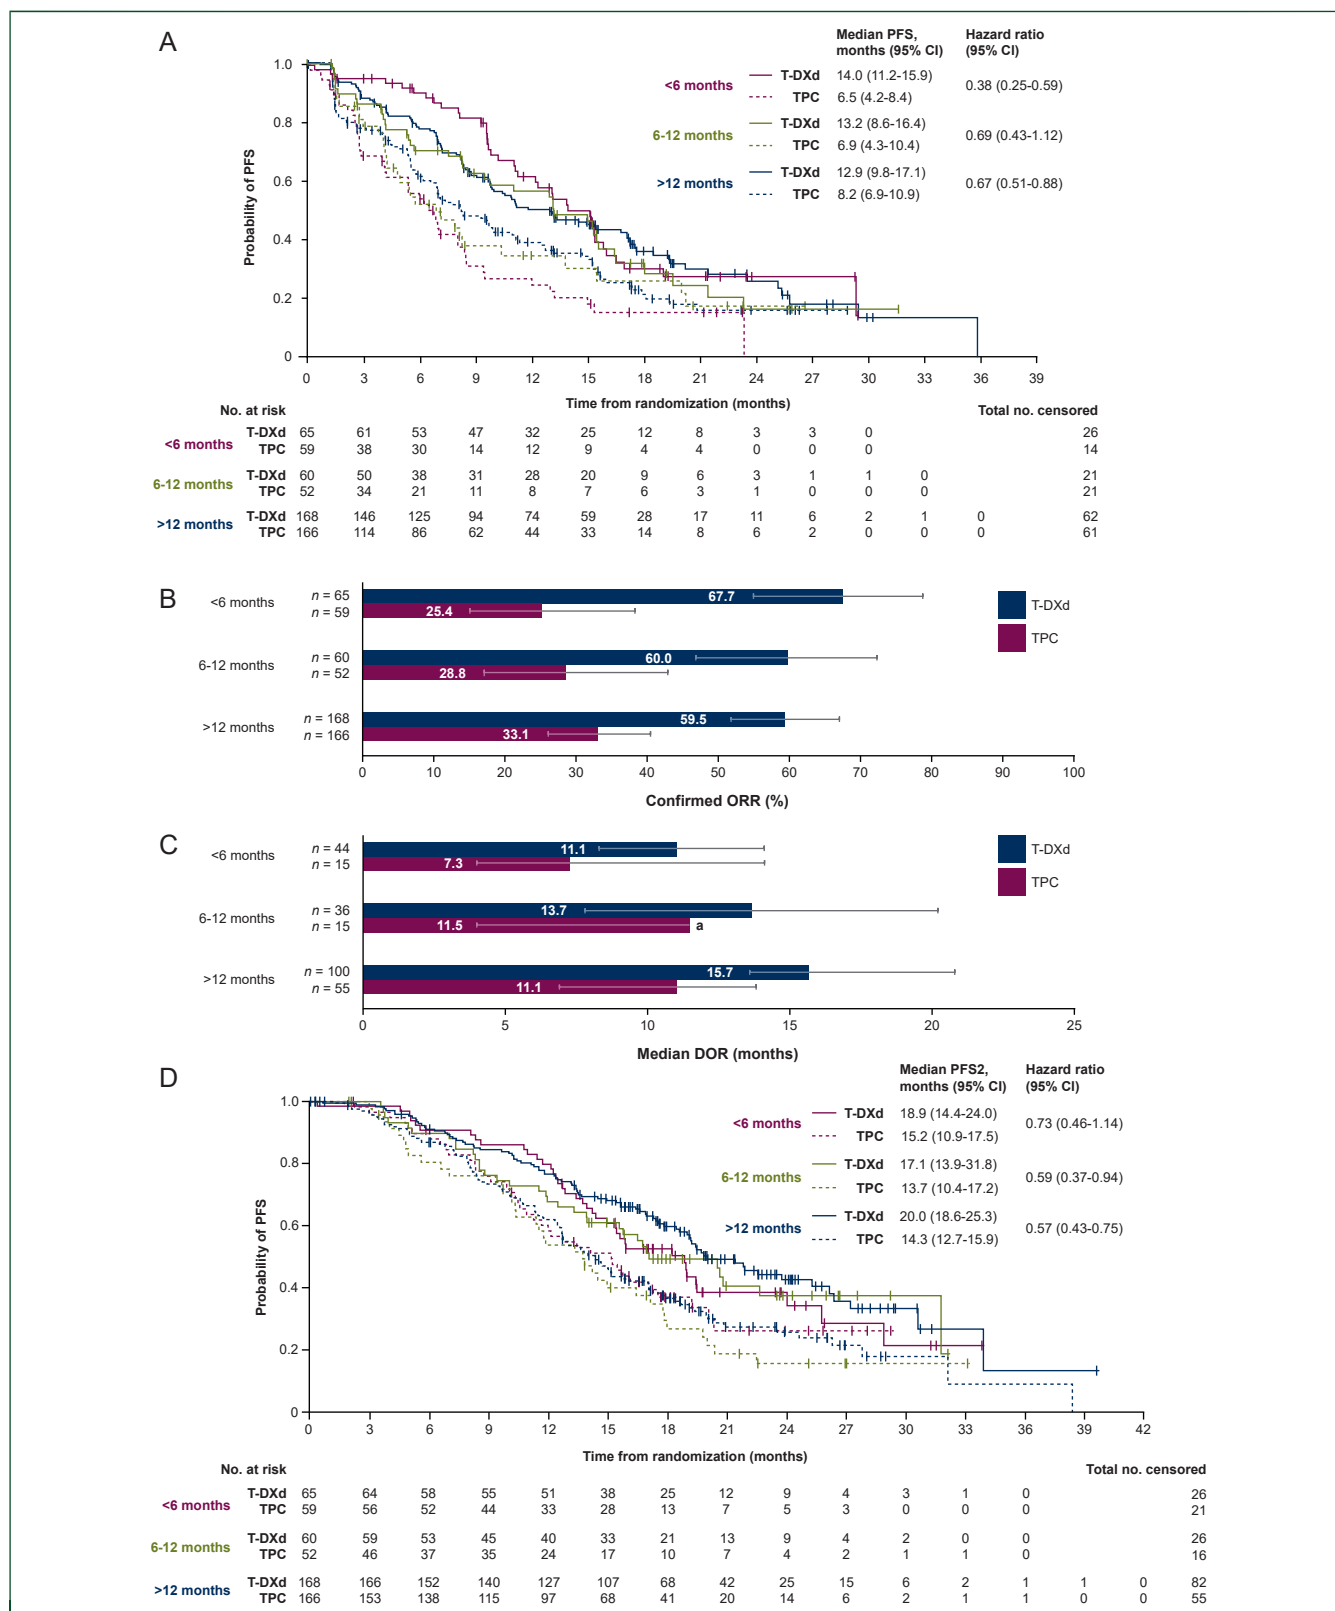 A
Median PFS, Hazard ratio
months (95% CI) (95% CI)
<6 months T-DXd 14.0 (11.2-15.9) 0.38 (0.25-0.59)
TPC 6.5 (4.2-8.4)
6-12 months T-DXd 13.2 (8.6-16.4) 0.69 (0.43-1.12)
TPC 6.9 (4.3-10.4)
>12 months T-DXd 12.9 (9.8-17.1) 0.67 (0.51-0.88)
TPC 8.2 (6.9-10.9)
Probability of PFS
1.0
0.8
0.6
0.4
0.2
0
0 3 6 9 12 15 18 21 24 27 30 33 36 39
Time from randomization (months)
No. at risk Total no. censored
<6 months T-DXd 65 61 53 47 32 25 12 8 3 3 0 26
TPC 59 38 30 14 12 9 4 4 0 0 0 14
6-12 months T-DXd 60 50 38 31 28 20 9 6 3 1 1 0 21
TPC 52 34 21 11 8 7 6 3 1 0 0 0 21
>12 months T-DXd 168 146 125 94 74 59 28 17 11 6 2 1 0 62
TPC 166 114 86 62 44 33 14 8 6 2 0 0 0 61
B
<6 months n = 65 67.7
n = 59 25.4
6-12 months n = 60 60.0
n = 52 28.8
>12 months n = 168 59.5
n = 166 33.1
T-DXd
TPC
0 10 20 30 40 50 60 70 80 90 100
Confirmed ORR (%)
C
<6 months n = 44 11.1
n = 15 7.3
6-12 months n = 36 13.7
n = 15 11.5 a
>12 months n = 100 15.7
n = 55 11.1
T-DXd
TPC
0 5 10 15 20 25
Median DOR (months)
D
Median PFS2, Hazard ratio
months (95% CI) (95% CI)
<6 months T-DXd 18.9 (14.4-24.0) 0.73 (0.46-1.14)
TPC 15.2 (10.9-17.5)
6-12 months T-DXd 17.1 (13.9-31.8) 0.59 (0.37-0.94)
TPC 13.7 (10.4-17.2)
>12 months T-DXd 20.0 (18.6-25.3) 0.57 (0.43-0.75)
TPC 14.3 (12.7-15.9)
Probability of PFS
1.0
0.8
0.6
0.4
0.2
0
0 3 6 9 12 15 18 21 24 27 30 33 36 39 42
Time from randomization (months)
No. at risk Total no. censored
<6 months T-DXd 65 64 58 55 51 38 25 12 9 4 3 1 0 26
TPC 59 56 52 44 33 28 13 7 5 3 0 0 0 21
6-12 months T-DXd 60 59 53 45 40 33 21 13 9 4 2 0 0 26
TPC 52 46 37 35 24 17 10 7 4 2 1 1 0 16
>12 months T-DXd 168 166 152 140 127 107 68 42 25 15 6 2 1 1 0 82
TPC 166 153 138 115 97 68 41 20 14 6 2 1 1 0 0 55